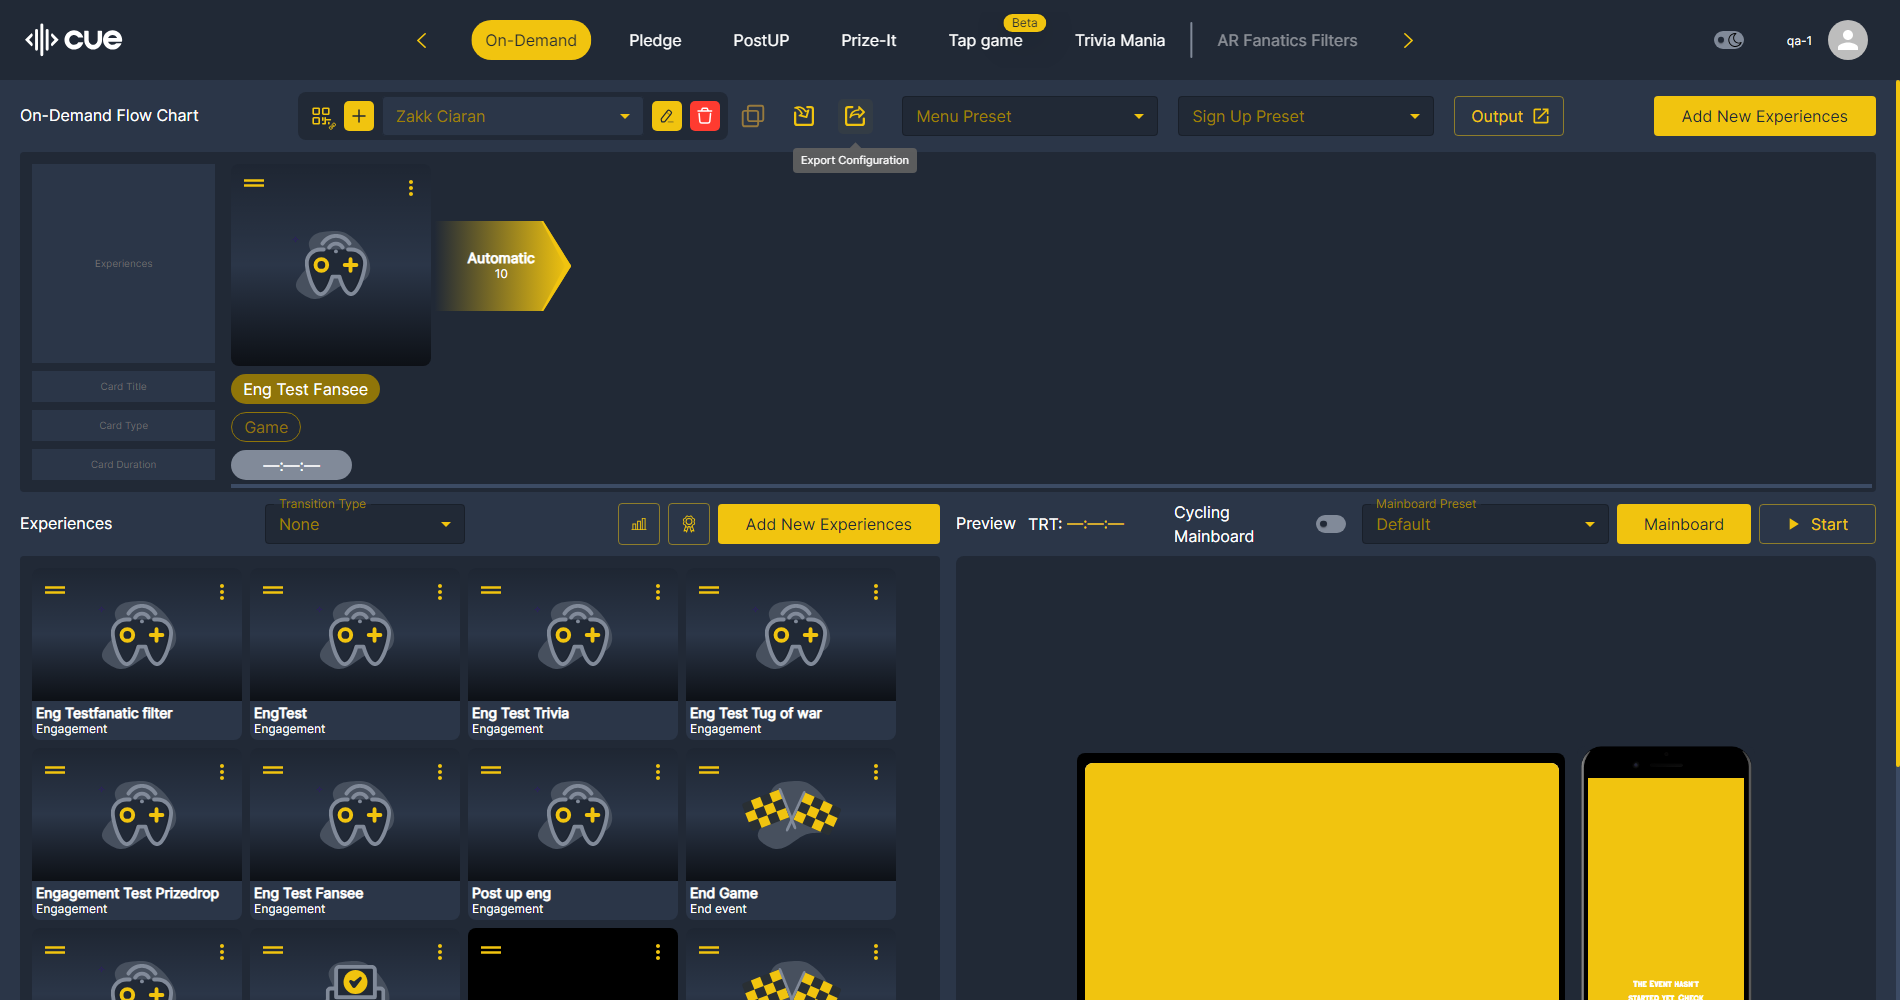 cue
On-Demand
Pledge
PostUP
Prize-It
Tap game
Beta
Trivia Mania
AR Fanatics Filters
qa-1
On-Demand Flow Chart
Zakk Ciaran
Menu Preset
Sign Up Preset
Output
Add New Experiences
Export Configuration
Experiences
Automatic
10
Card Title
Eng Test Fansee
Card Type
Game
Card Duration
—:—:—
Experiences
Transition Type
None
Add New Experiences
Preview
TRT: —:—:—
Cycling
Mainboard
Mainboard Preset
Default
Mainboard
Start
Eng Testfanatic filter
Engagement
EngTest
Engagement
Eng Test Trivia
Engagement
Eng Test Tug of war
Engagement
Engagement Test Prizedrop
Engagement
Eng Test Fansee
Engagement
Post up eng
Engagement
End Game
End event
The Event hasn't
started yet. Check